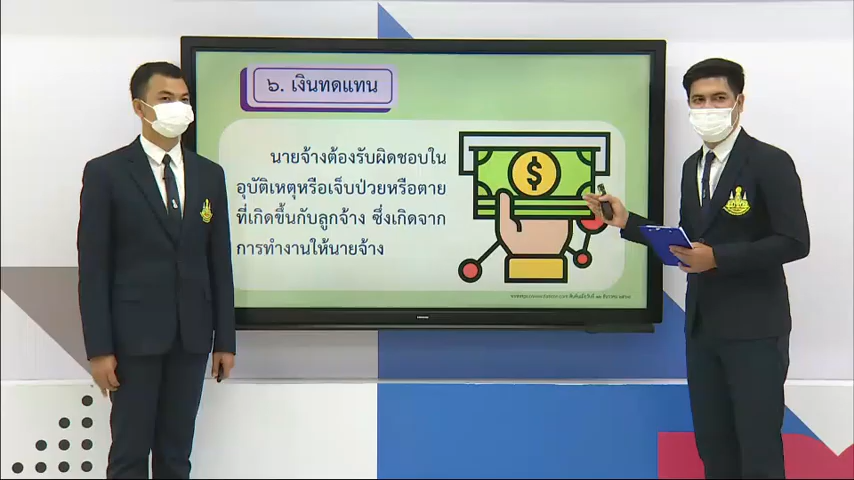 ๖. เงินทดแทน
นายจ้างต้องรับผิดชอบใน
อุบัติเหตุหรือเจ็บป่วยหรือตาย
ที่เกิดขึ้นกับลูกจ้าง ซึ่งเกิดจาก
การทำงานให้นายจ้าง